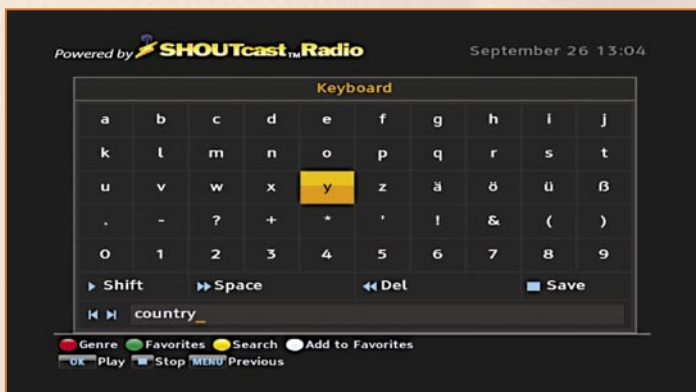 Powered by SHOUTcast TM Radio September 26 13:04
Keyboard
a b c d e f g h i j
k l m n o p q r s t
u v w x y z ä ö ü ß
. - ? + * ' ! & ( )
0 1 2 3 4 5 6 7 8 9
Shift Space Del Save
country_
Genre Favorites Search Add to Favorites
OK Play Stop MENU Previous